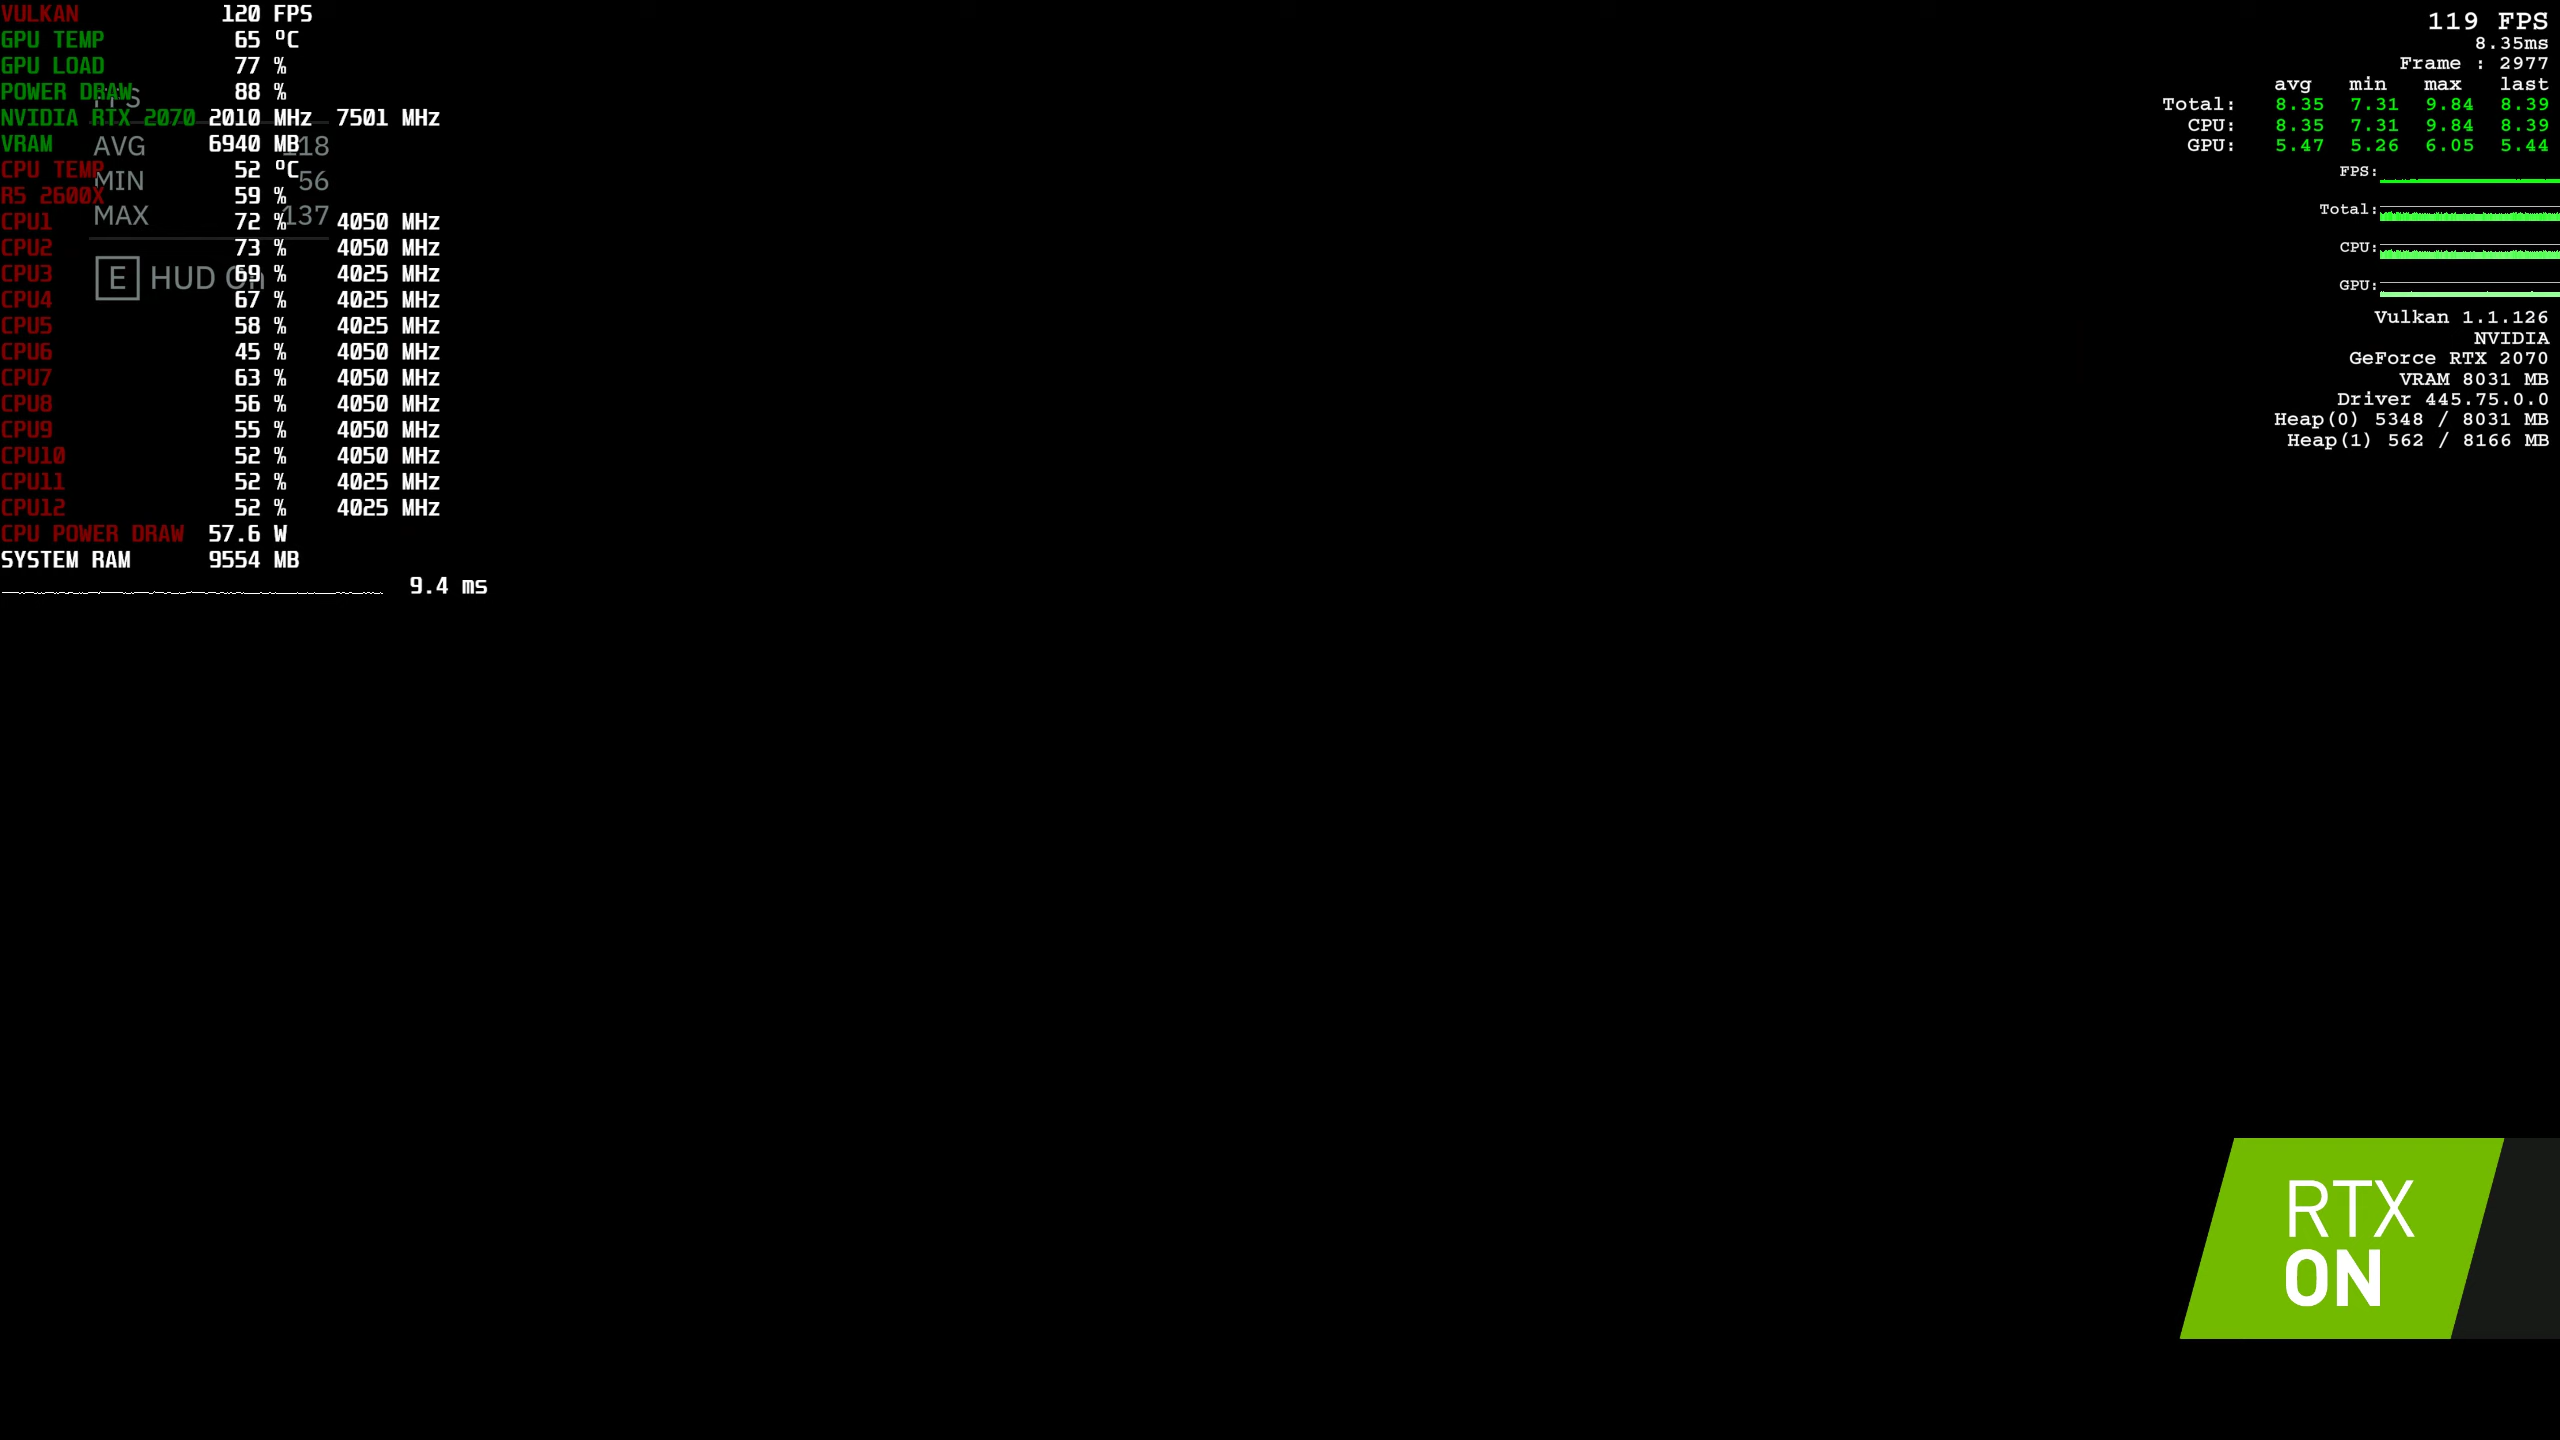 VULKAN 120 FPS
GPU TEMP 65 °C
GPU LOAD 77 %
POWER DRAW 88 %
FPS
NVIDIA RTX 2070 2010 MHz 7501 MHz
VRAM 6940 MB
AVG 118
CPU TEMP 52 °C
MIN 56
R5 2600X 59 %
MAX 137
CPU1 72 % 4050 MHz
CPU2 73 % 4050 MHz
CPU3 69 % 4025 MHz
E HUD On
CPU4 67 % 4025 MHz
CPU5 58 % 4025 MHz
CPU6 45 % 4050 MHz
CPU7 63 % 4050 MHz
CPU8 56 % 4050 MHz
CPU9 55 % 4050 MHz
CPU10 52 % 4050 MHz
CPU11 52 % 4025 MHz
CPU12 52 % 4025 MHz
CPU POWER DRAW 57.6 W
SYSTEM RAM 9554 MB
9.4 ms
119 FPS
8.35ms
Frame : 2977
avg min max last
Total: 8.35 7.31 9.84 8.39
CPU: 8.35 7.31 9.84 8.39
GPU: 5.47 5.26 6.05 5.44
FPS:
Total:
CPU:
GPU:
Vulkan 1.1.126
NVIDIA
GeForce RTX 2070
VRAM 8031 MB
Driver 445.75.0.0
Heap(0) 5348 / 8031 MB
Heap(1) 562 / 8166 MB
RTX
ON